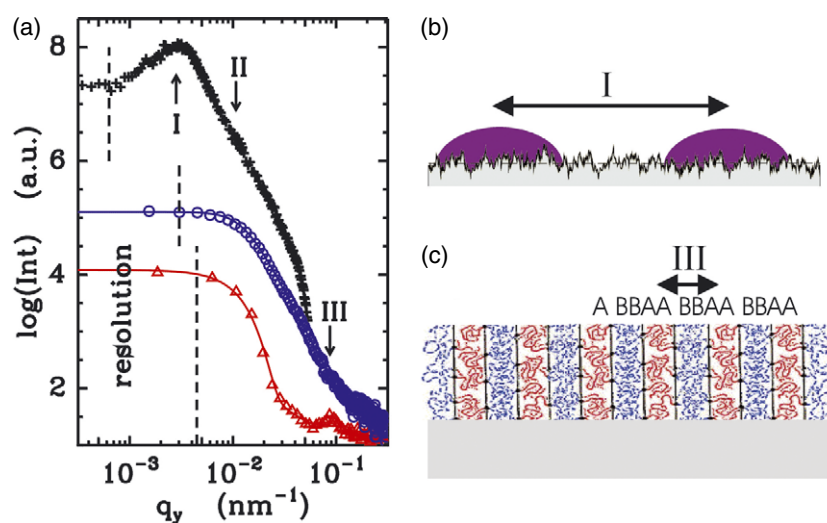 (a)
8
6
4
2
log(Int) (a.u.)
resolution
I
II
III
10⁻³ 10⁻² 10⁻¹
q_y (nm⁻¹)
(b)
I
(c)
III
A BBAA BBAA BBAA